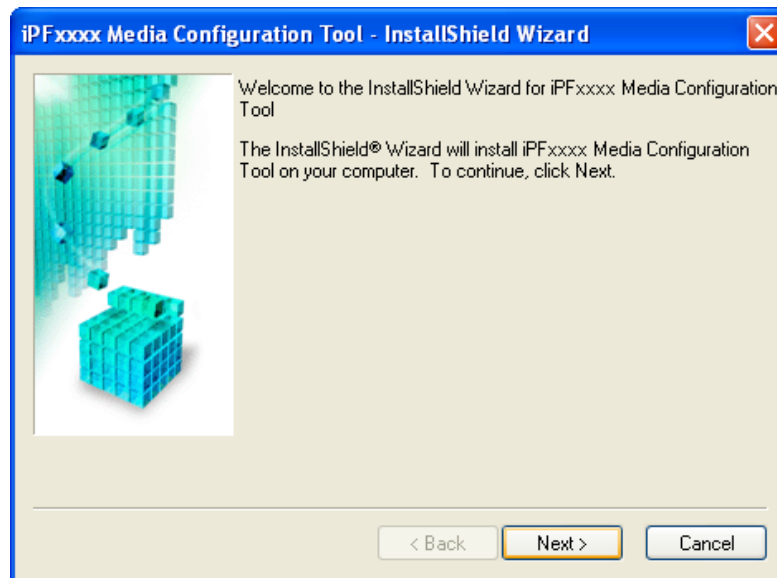 iPFxxxx Media Configuration Tool - InstallShield Wizard
Welcome to the InstallShield Wizard for iPFxxxx Media Configuration
Tool
The InstallShield® Wizard will install iPFxxxx Media Configuration
Tool on your computer.  To continue, click Next.
< Back
Next >
Cancel